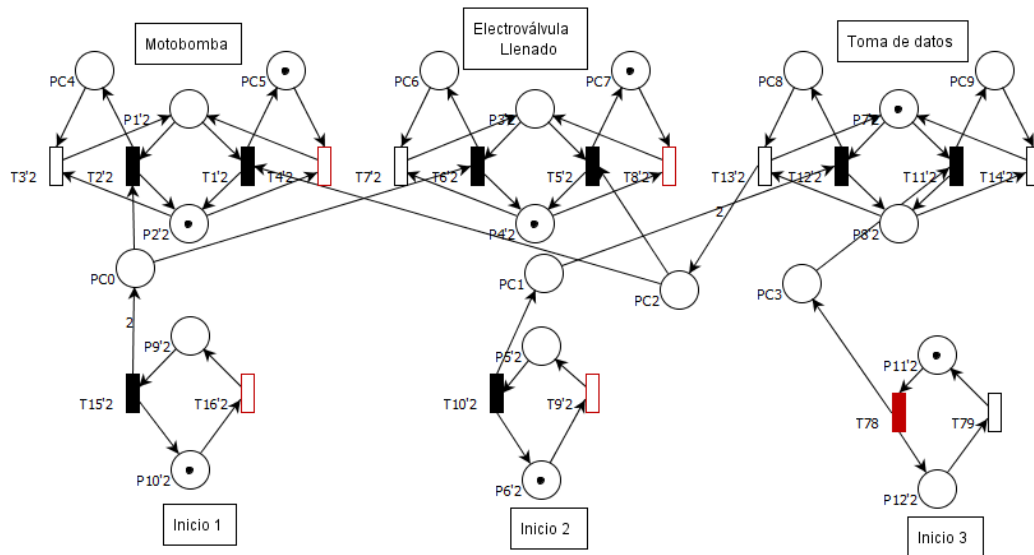 Motobomba
Electroválvula
Llenado
Toma de datos
PC4
PC5
PC6
PC7
PC8
PC9
P1'2
P3'2
P7'2
T3'2
T2'2
T1'2
T4'2
T7'2
T6'2
T5'2
T8'2
T13'2
T12'2
T11'2
T14'2
P2'2
P4'2
P8'2
2
PC0
PC1
PC2
PC3
2
P9'2
P5'2
P11'2
T15'2
T16'2
T10'2
T9'2
T78
T79
P10'2
P6'2
P12'2
Inicio 1
Inicio 2
Inicio 3